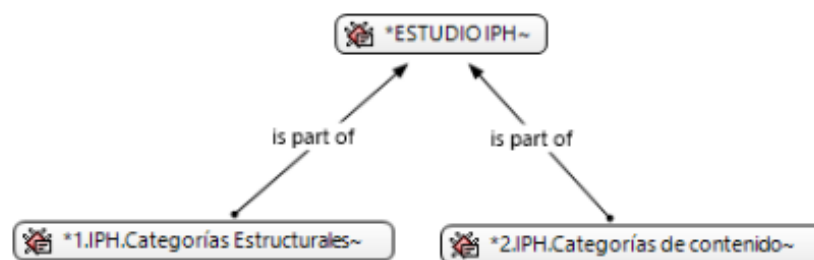 *ESTUDIO IPH~
is part of
is part of
*1.IPH.Categorías Estructurales~
*2.IPH.Categorías de contenido~